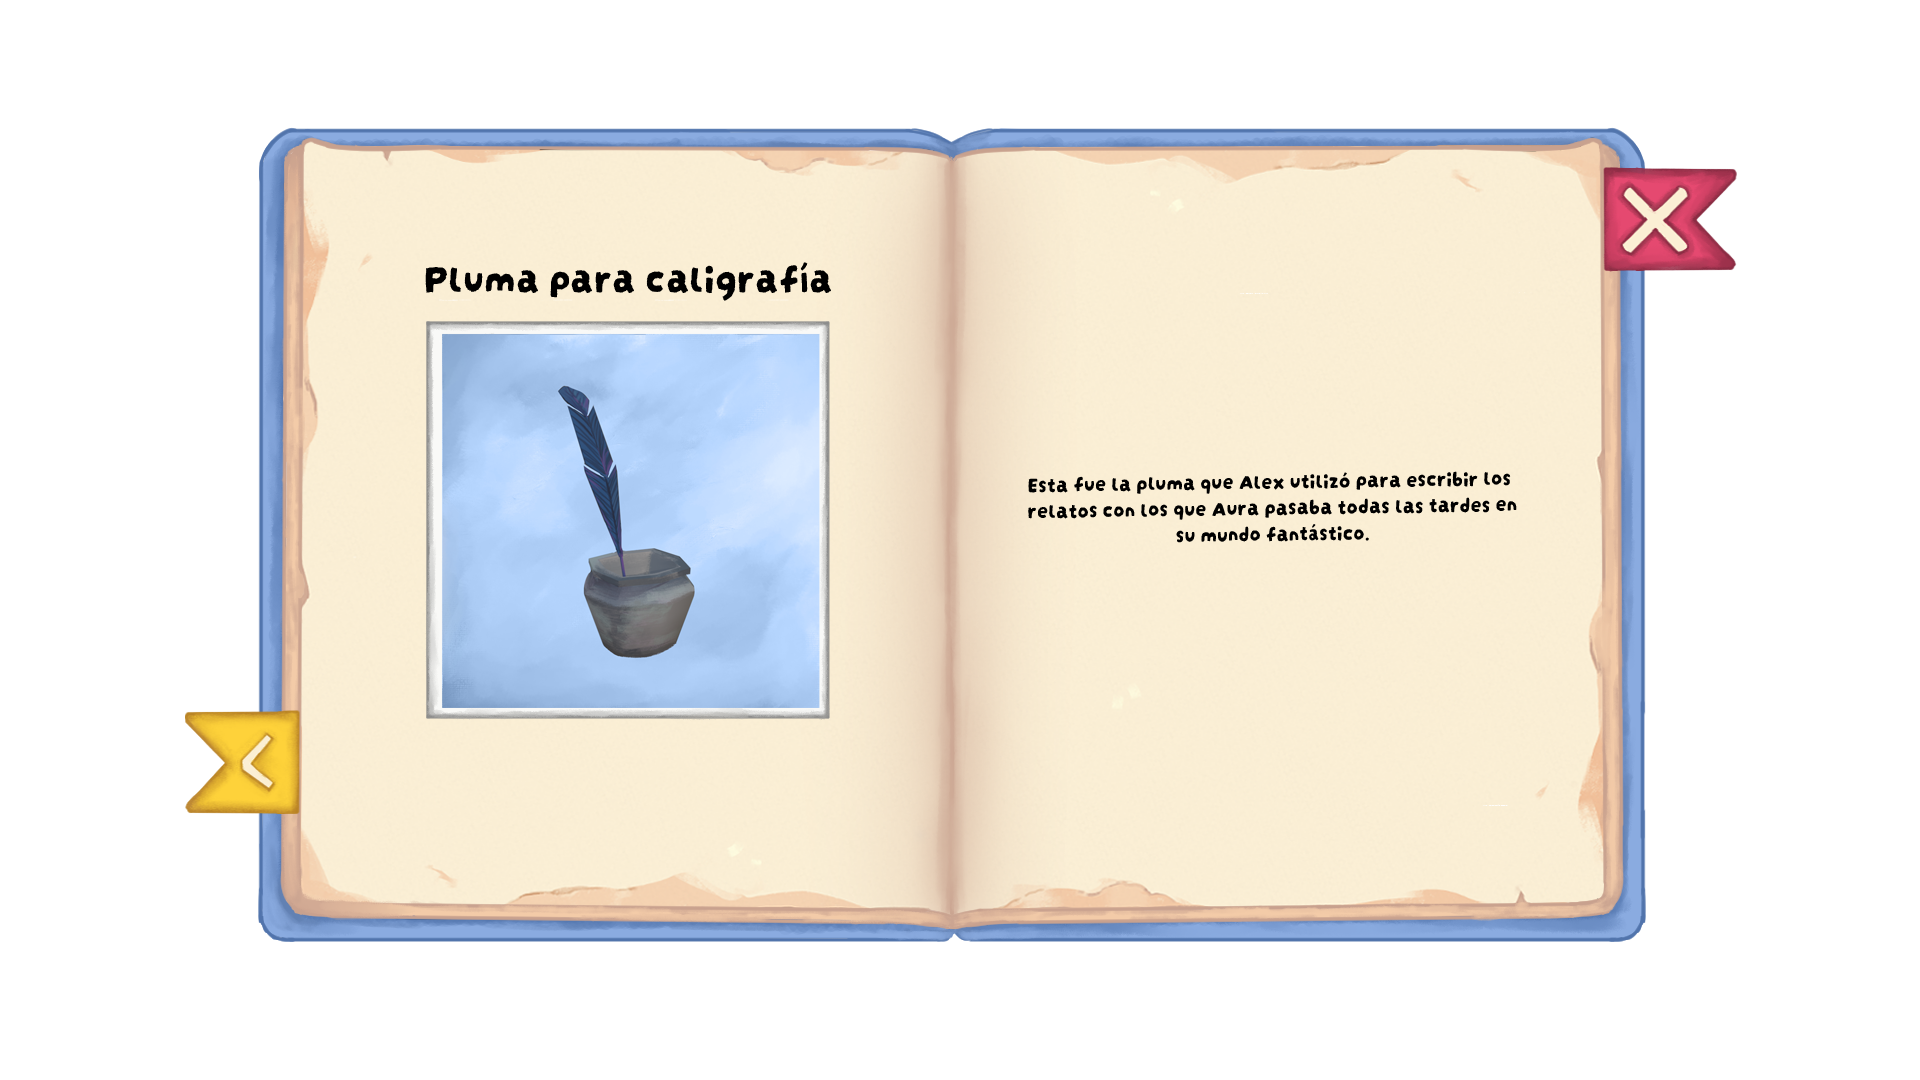 Pluma para caligrafía
Esta fue la pluma que Alex utilizó para escribir los
relatos con los que Aura pasaba todas las tardes en
su mundo fantástico.